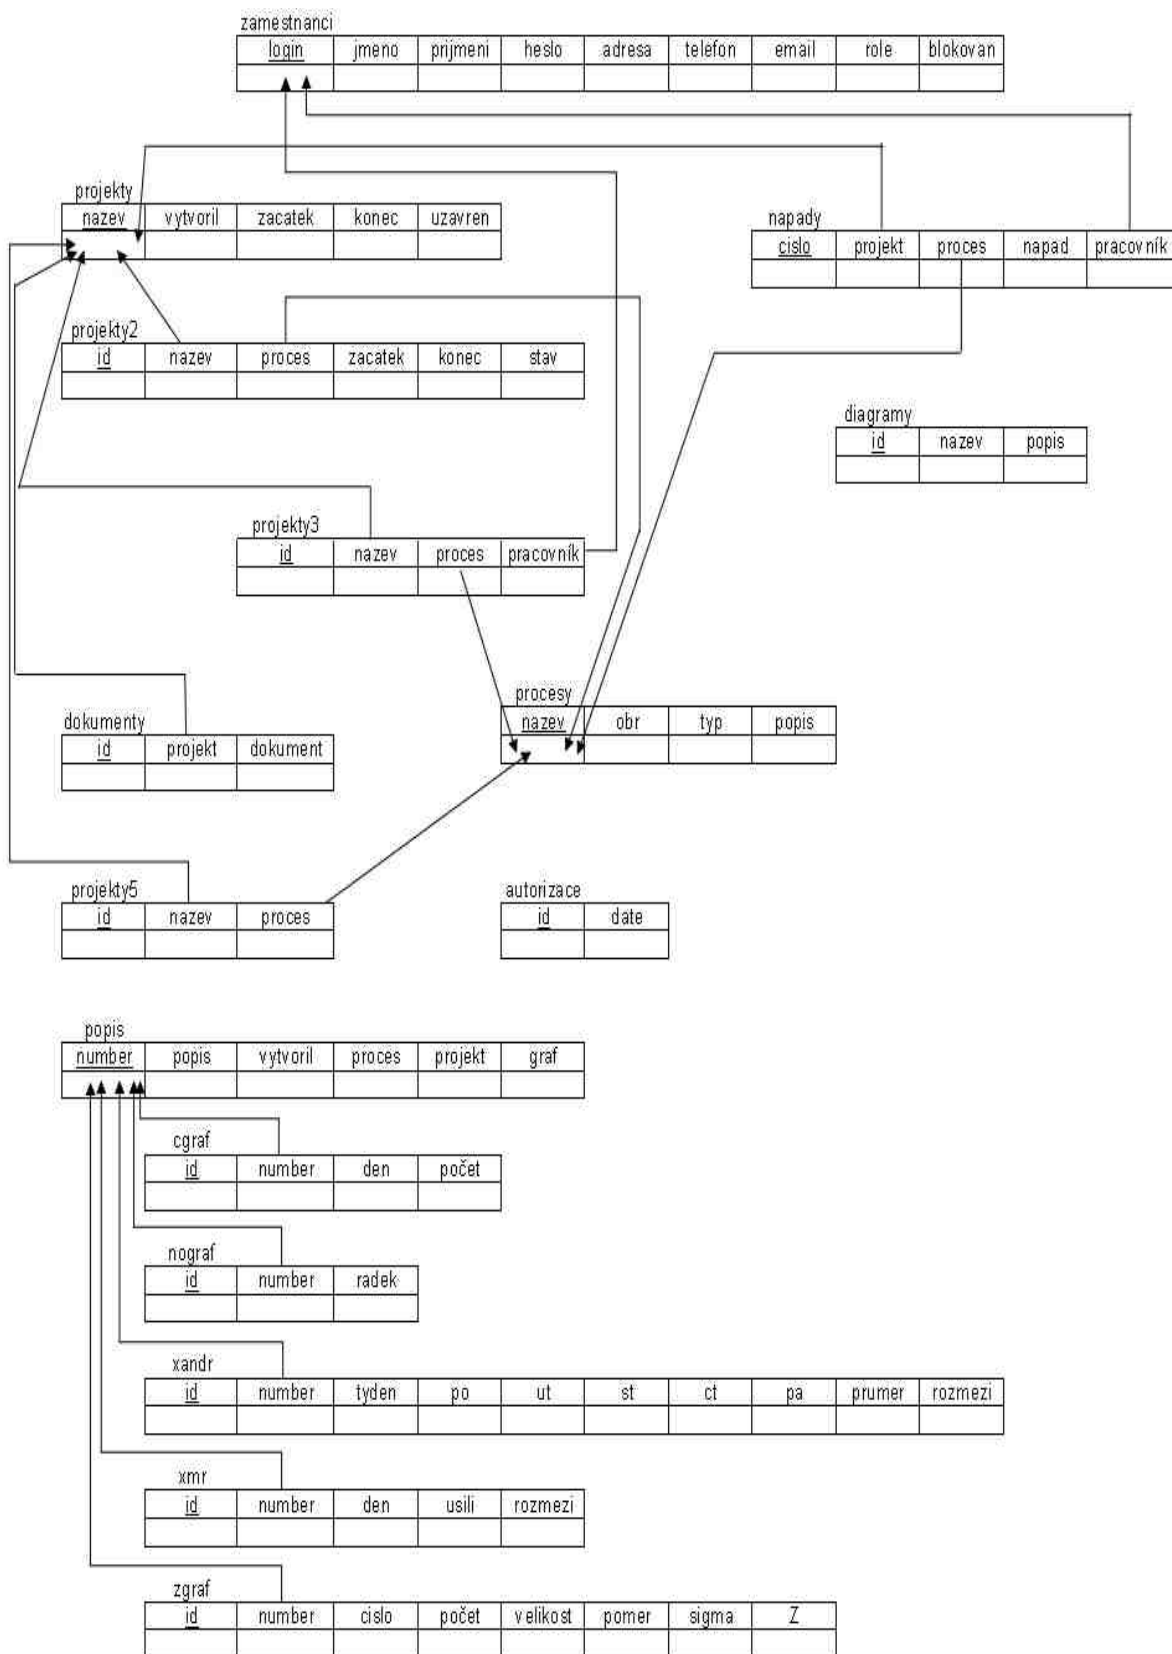 zamestnanci
login jmeno prijmeni heslo adresa telefon email role blokovan
projekty
nazev vytvoril zacatek konec uzavren
napady
cislo projekt proces napad pracovník
projekty2
id nazev proces zacatek konec stav
diagramy
id nazev popis
projekty3
id nazev proces pracovník
procesy
nazev obr typ popis
dokumenty
id projekt dokument
projekty5
id nazev proces
autorizace
id date
popis
number popis vytvoril proces projekt graf
cgraf
id number den počet
nograf
id number radek
xandr
id number tyden po ut st ct pa prumer rozmezi
xmr
id number den usili rozmezi
zgraf
id number cislo počet velikost pomer sigma Z